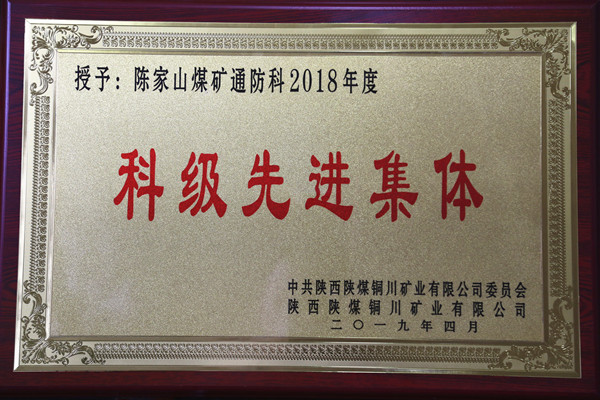 授予：陈家山煤矿通防科2018年度
科级先进集体
中共陕西陕煤铜川矿业有限公司委员会
陕西陕煤铜川矿业有限公司
二〇一九年四月